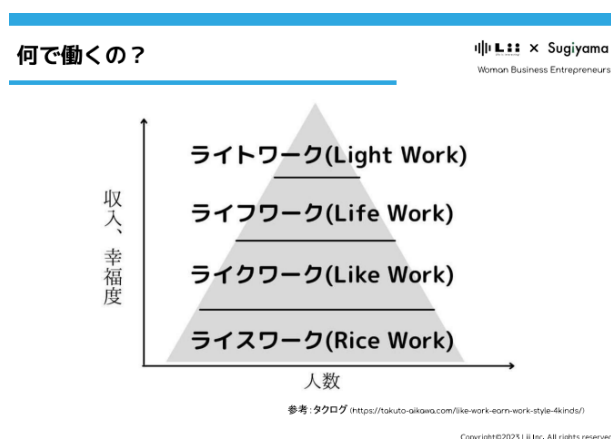 何で働くの？
Lii × Sugiyama
Woman Business Entrepreneurs
ライトワーク(Light Work)
ライフワーク(Life Work)
ライクワーク(Like Work)
ライスワーク(Rice Work)
収入、幸福度
人数
参考：タクログ (https://takuto-aikawa.com/like-work-earn-work-style-4kinds/)
Copyright©2023 Lii Inc. All rights reserve